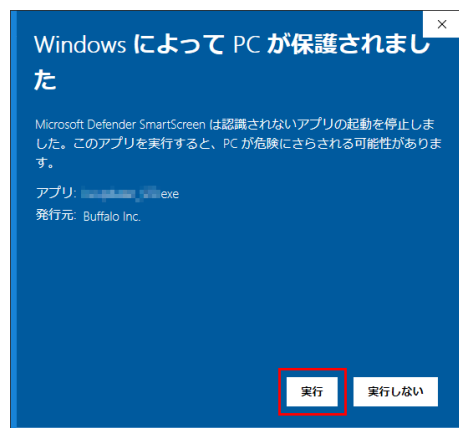 Windows によって PC が保護されまし
た
Microsoft Defender SmartScreen は認識されないアプリの起動を停止しま
した。このアプリを実行すると、PC が危険にさらされる可能性がありま
す。
アプリ: exe
発行元: Buffalo Inc.
実行 実行しない